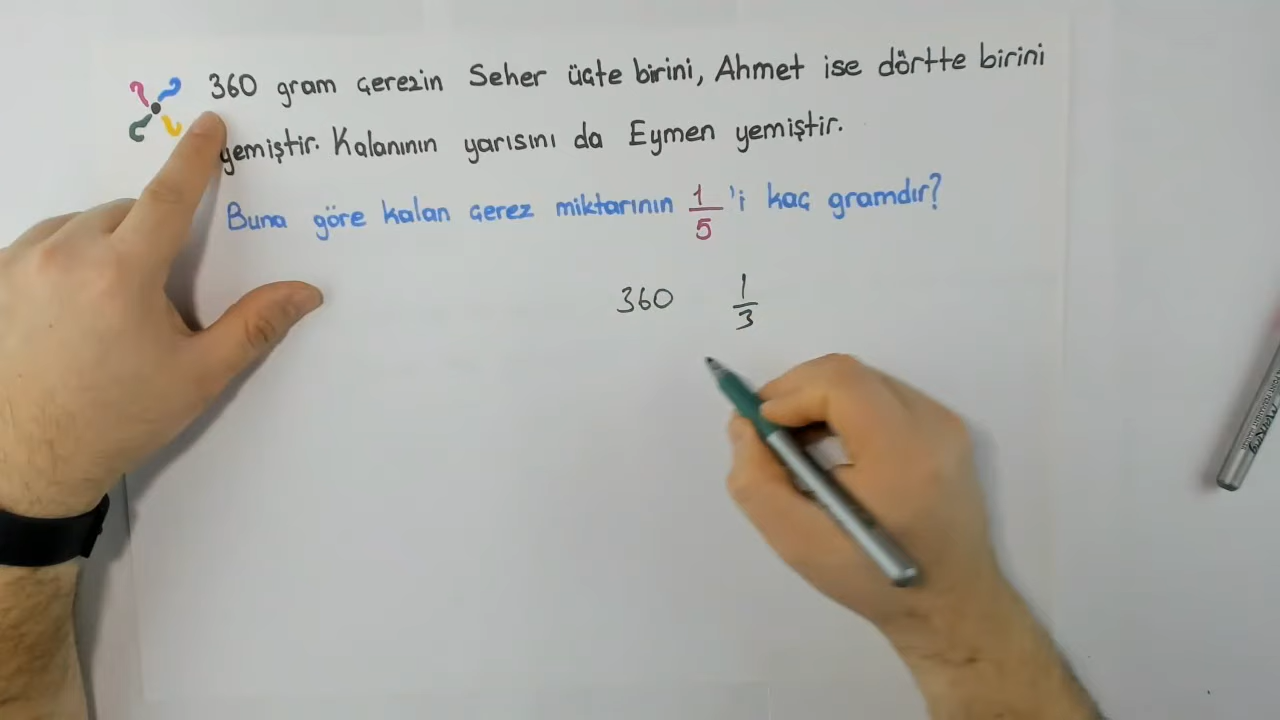 360 gram çerezin Seher üçte birini, Ahmet ise dörtte birini
yemiştir. Kalanının yarısını da Eymen yemiştir.
Buna göre kalan çerez miktarının 1/5 'i kaç gramdır?
360 1/3